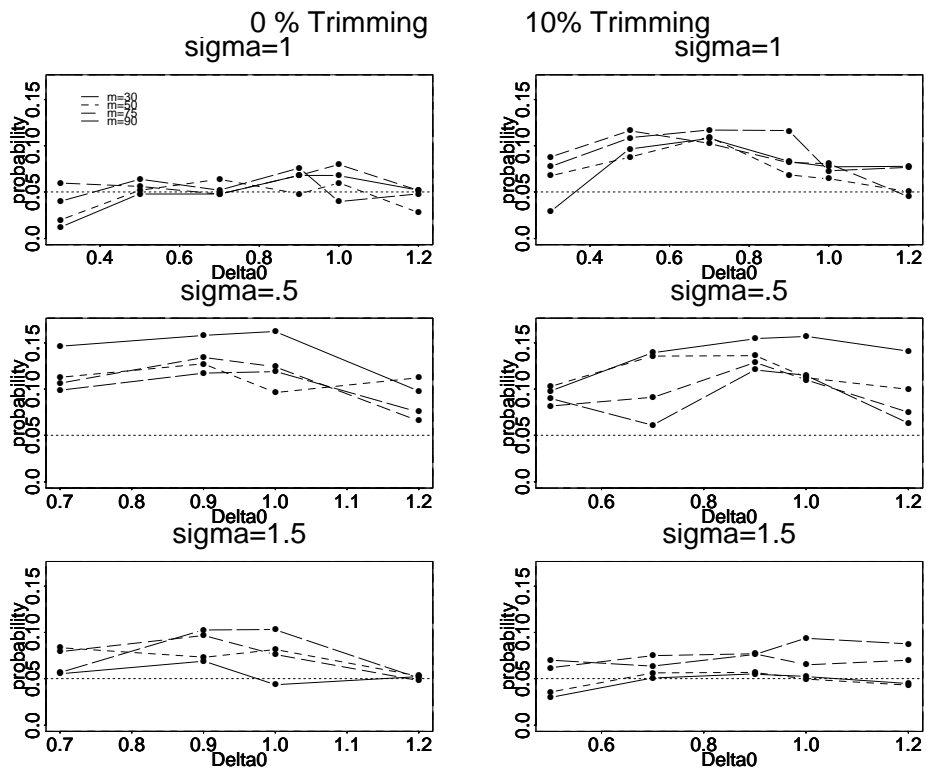 0 % Trimming
10% Trimming
sigma=1
probability
0.0 0.05 0.10 0.15
m=30
m=50
m=75
m=90
0.4 0.6 0.8 1.0 1.2
Delta0
sigma=1
probability
0.0 0.05 0.10 0.15
0.4 0.6 0.8 1.0 1.2
Delta0
sigma=.5
probability
0.0 0.05 0.10 0.15
0.7 0.8 0.9 1.0 1.1 1.2
Delta0
sigma=.5
probability
0.0 0.05 0.10 0.15
0.6 0.8 1.0 1.2
Delta0
sigma=1.5
probability
0.0 0.05 0.10 0.15
0.7 0.8 0.9 1.0 1.1 1.2
Delta0
sigma=1.5
probability
0.0 0.05 0.10 0.15
0.6 0.8 1.0 1.2
Delta0